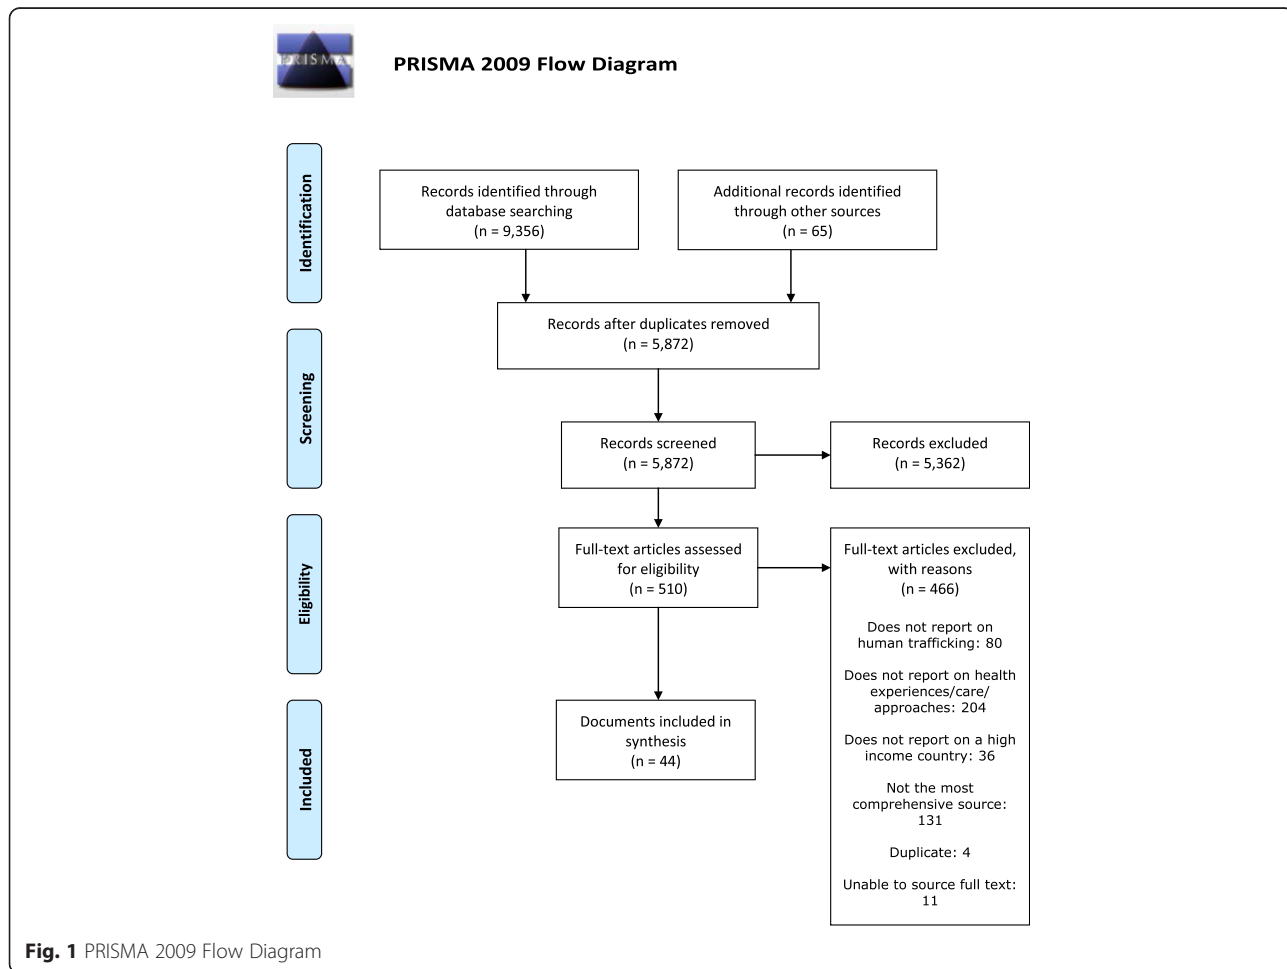 PRISMA
PRISMA 2009 Flow Diagram
Identification
Records identified through
database searching
(n = 9,356)
Additional records identified
through other sources
(n = 65)
Records after duplicates removed
(n = 5,872)
Screening
Records screened
(n = 5,872)
Records excluded
(n = 5,362)
Eligibility
Full-text articles assessed
for eligibility
(n = 510)
Full-text articles excluded,
with reasons
(n = 466)
Does not report on
human trafficking: 80
Does not report on health
experiences/care/
approaches: 204
Does not report on a high
income country: 36
Not the most
comprehensive source:
131
Duplicate: 4
Unable to source full text:
11
Included
Documents included in
synthesis
(n = 44)
Fig. 1 PRISMA 2009 Flow Diagram